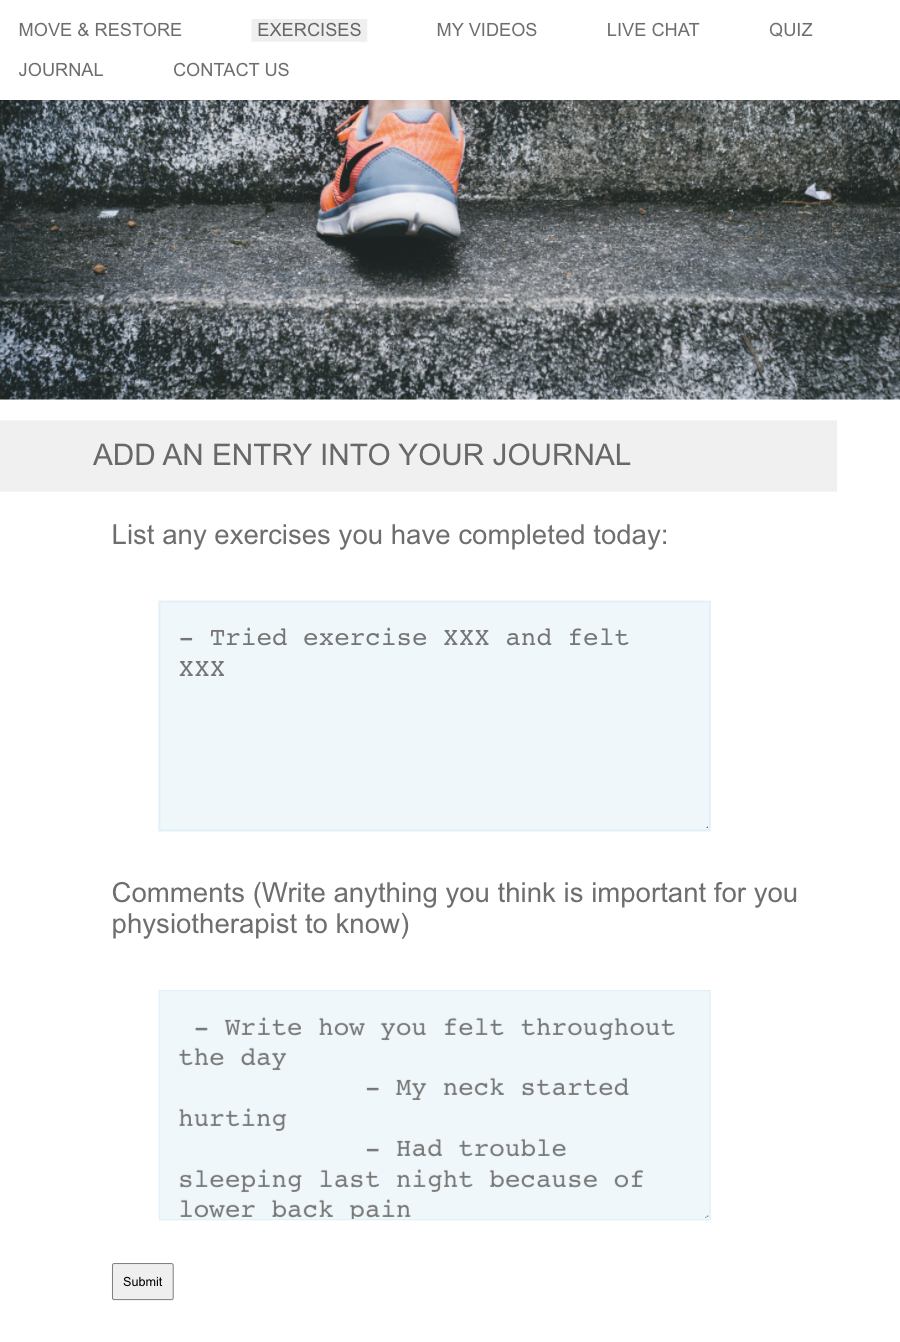 MOVE & RESTORE EXERCISES MY VIDEOS LIVE CHAT QUIZ
JOURNAL CONTACT US
ADD AN ENTRY INTO YOUR JOURNAL
List any exercises you have completed today:
- Tried exercise XXX and felt
XXX
Comments (Write anything you think is important for you
physiotherapist to know)
- Write how you felt throughout
the day
- My neck started
hurting
- Had trouble
sleeping last night because of
lower back pain
Submit